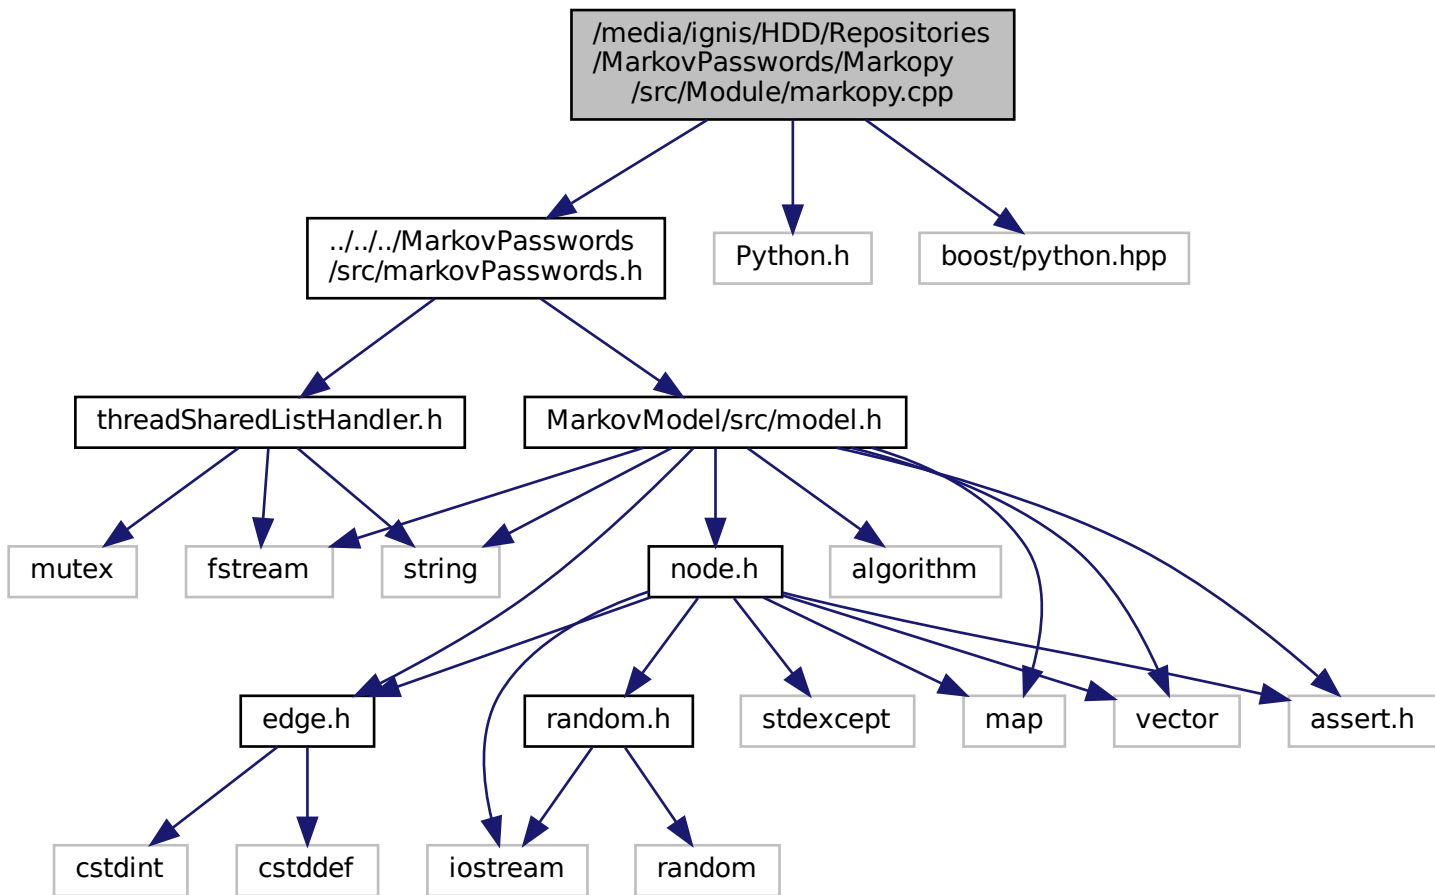 /media/ignis/HDD/Repositories
/MarkovPasswords/Markopy
/src/Module/markopy.cpp
../../../MarkovPasswords
/src/markovPasswords.h
Python.h
boost/python.hpp
threadSharedListHandler.h
MarkovModel/src/model.h
mutex
fstream
string
node.h
algorithm
edge.h
random.h
stdexcept
map
vector
assert.h
cstdint
cstddef
iostream
random